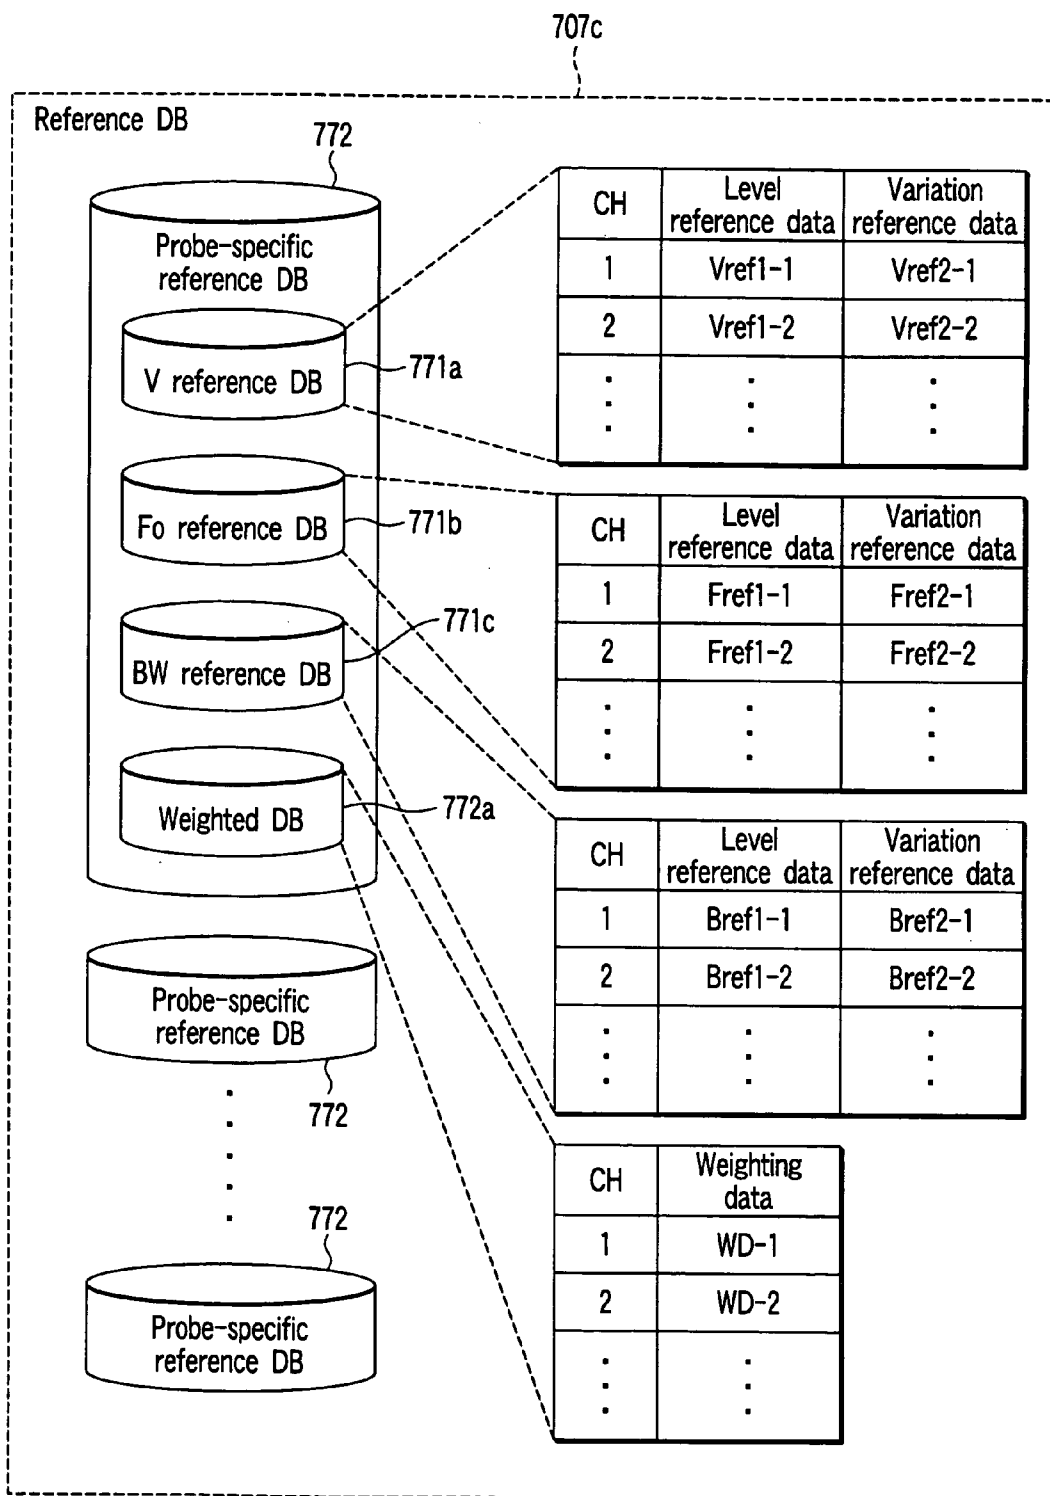 707c
Reference DB
772
Probe-specific
reference DB
V reference DB
771a
Fo reference DB
771b
BW reference DB
771c
Weighted DB
772a
Probe-specific
reference DB
772
772
Probe-specific
reference DB
CH Level reference data Variation reference data
1 Vref1-1 Vref2-1
2 Vref1-2 Vref2-2
CH Level reference data Variation reference data
1 Fref1-1 Fref2-1
2 Fref1-2 Fref2-2
CH Level reference data Variation reference data
1 Bref1-1 Bref2-1
2 Bref1-2 Bref2-2
CH Weighting data
1 WD-1
2 WD-2